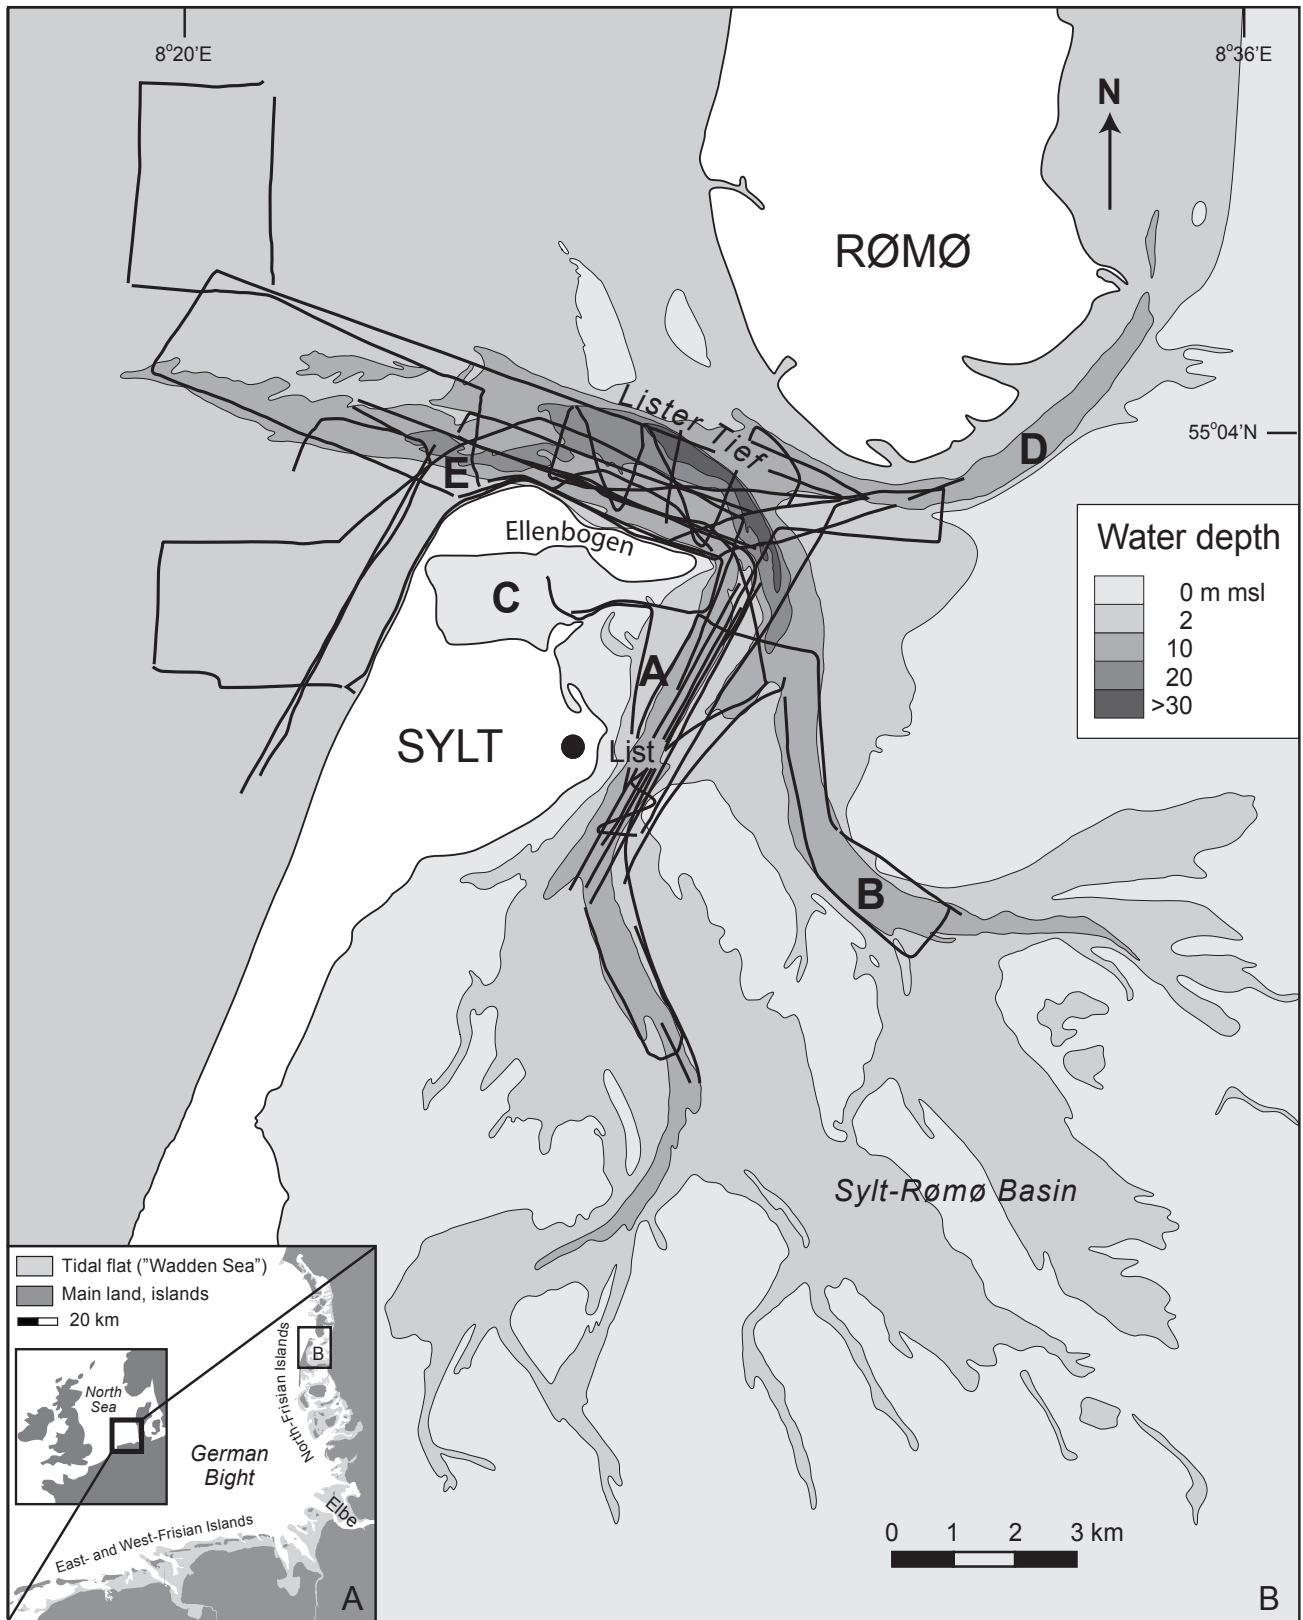 8°20'E
8°36'E
N
RØMØ
Lister Tief
55°04'N
D
E
Water depth
0 m msl
2
10
20
>30
Ellenbogen
C
A
SYLT
List
B
Sylt-Rømø Basin
Tidal flat ("Wadden Sea")
Main land, islands
20 km
B
North
Sea
North-Frisian Islands
German
Bight
Elbe
East- and West-Frisian Islands
A
0 1 2 3 km
B